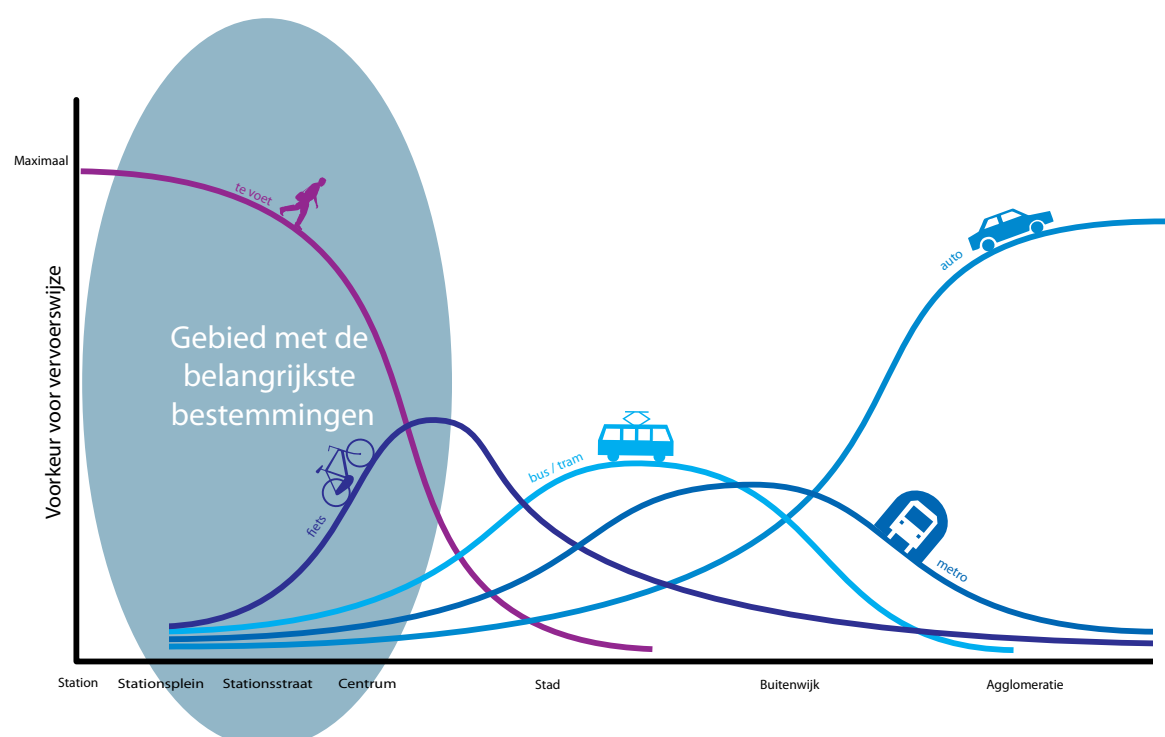 Maximaal
Voorkeur voor vervoerswijze
te voet
Gebied met de
belangrijkste
bestemmingen
fiets
bus / tram
auto
metro
Station
Stationsplein
Stationsstraat
Centrum
Stad
Buitenwijk
Agglomeratie